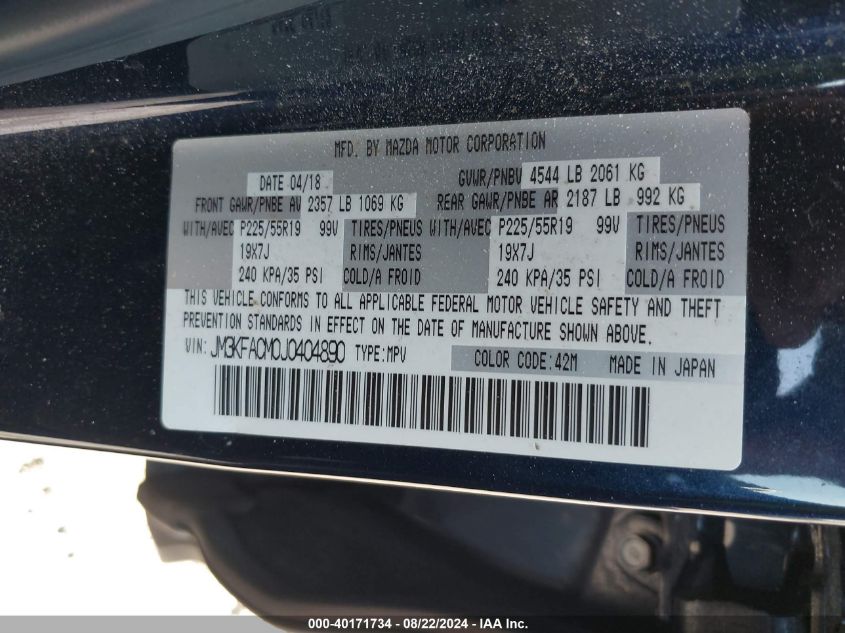 MFD. BY MAZDA MOTOR CORPORATION
DATE 04/18 GVWR/PNBV 4544 LB 2061 KG
FRONT GAWR/PNBE AV 2357 LB 1069 KG REAR GAWR/PNBE AR 2187 LB 992 KG
WITH/AVEC P225/55R19 99V TIRES/PNEUS WITH/AVEC P225/55R19 99V TIRES/PNEUS
19X7J RIMS/JANTES 19X7J RIMS/JANTES
240 KPA/35 PSI COLD/A FROID 240 KPA/35 PSI COLD/A FROID
THIS VEHICLE CONFORMS TO ALL APPLICABLE FEDERAL MOTOR VEHICLE SAFETY AND THEFT
PREVENTION STANDARDS IN EFFECT ON THE DATE OF MANUFACTURE SHOWN ABOVE.
VIN: JM3KFACM0J0404890 TYPE:MPV COLOR CODE:42M MADE IN JAPAN
000-40171734 - 08/22/2024 - IAA Inc.